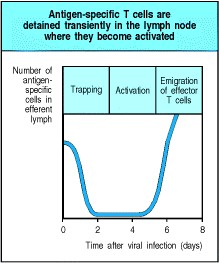 Antigen-specific T cells are
detained transiently in the lymph node
where they become activated
Number of
antigen-
specific
cells in
efferent
lymph
Trapping
Activation
Emigration
of effector
T cells
0
2
4
6
8
Time after viral infection (days)